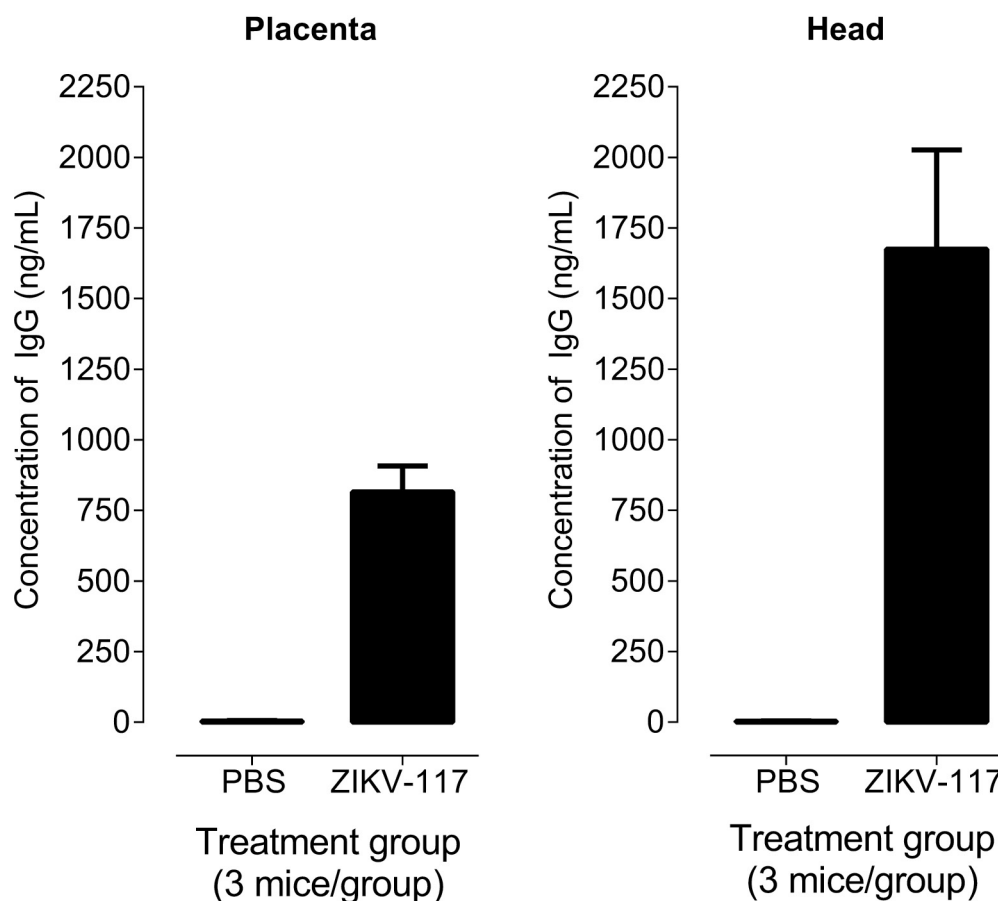 Placenta
Concentration of IgG (ng/mL)
2250
2000
1750
1500
1250
1000
750
500
250
0
PBS ZIKV-117
Treatment group
(3 mice/group)
Head
Concentration of IgG (ng/mL)
2250
2000
1750
1500
1250
1000
750
500
250
0
PBS ZIKV-117
Treatment group
(3 mice/group)